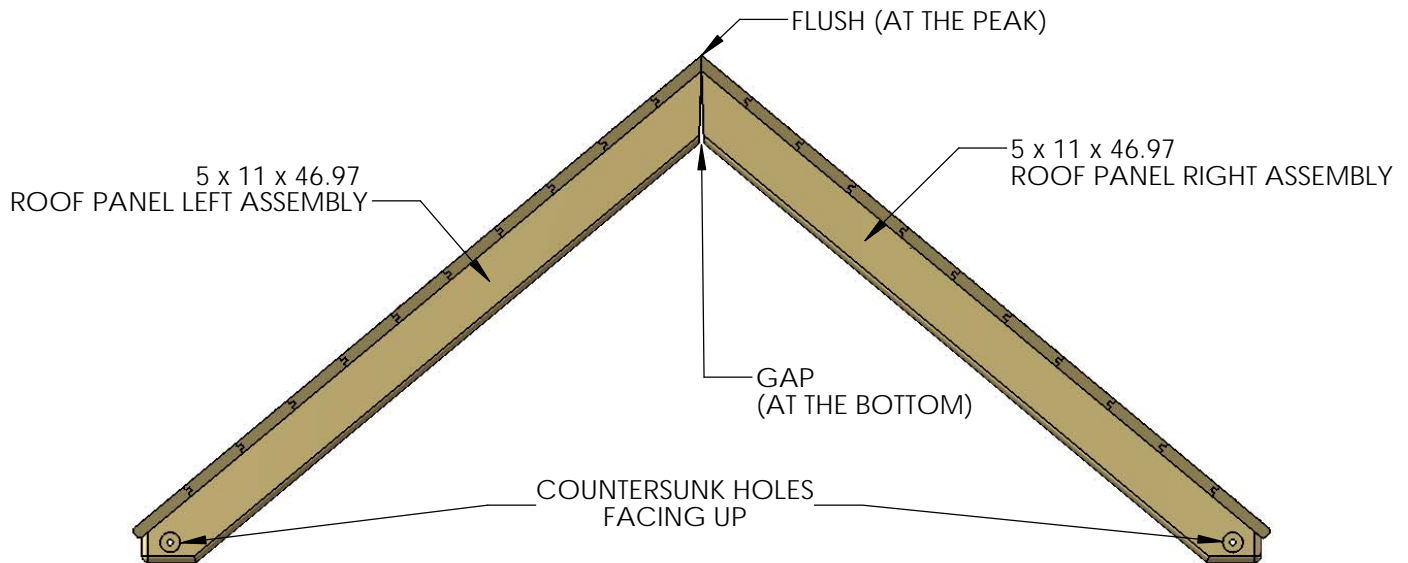 FLUSH (AT THE PEAK)
5 x 11 x 46.97
ROOF PANEL LEFT ASSEMBLY
5 x 11 x 46.97
ROOF PANEL RIGHT ASSEMBLY
GAP
(AT THE BOTTOM)
COUNTERSUNK HOLES
FACING UP